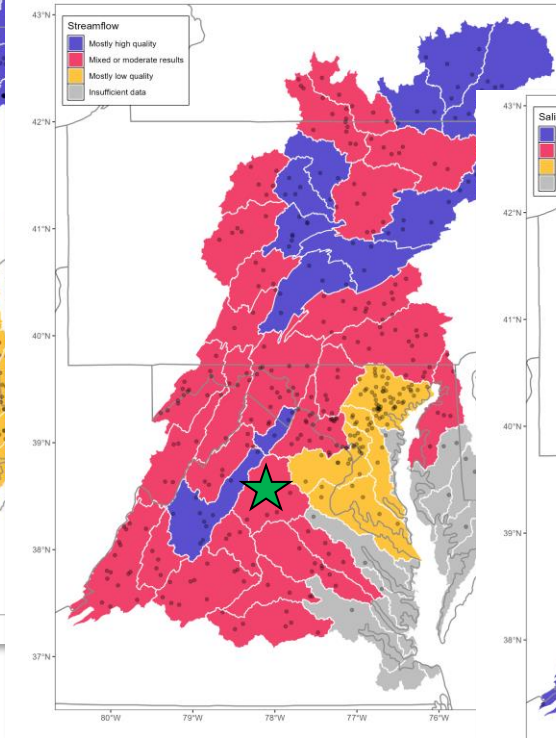 Streamflow
Mostly high quality
Mixed or moderate results
Mostly low quality
Insufficient data
43°N
42°N
41°N
40°N
39°N
38°N
37°N
80°W
79°W
78°W
77°W
76°W
Sali
43°N
42°N
41°N
40°N
39°N
38°N